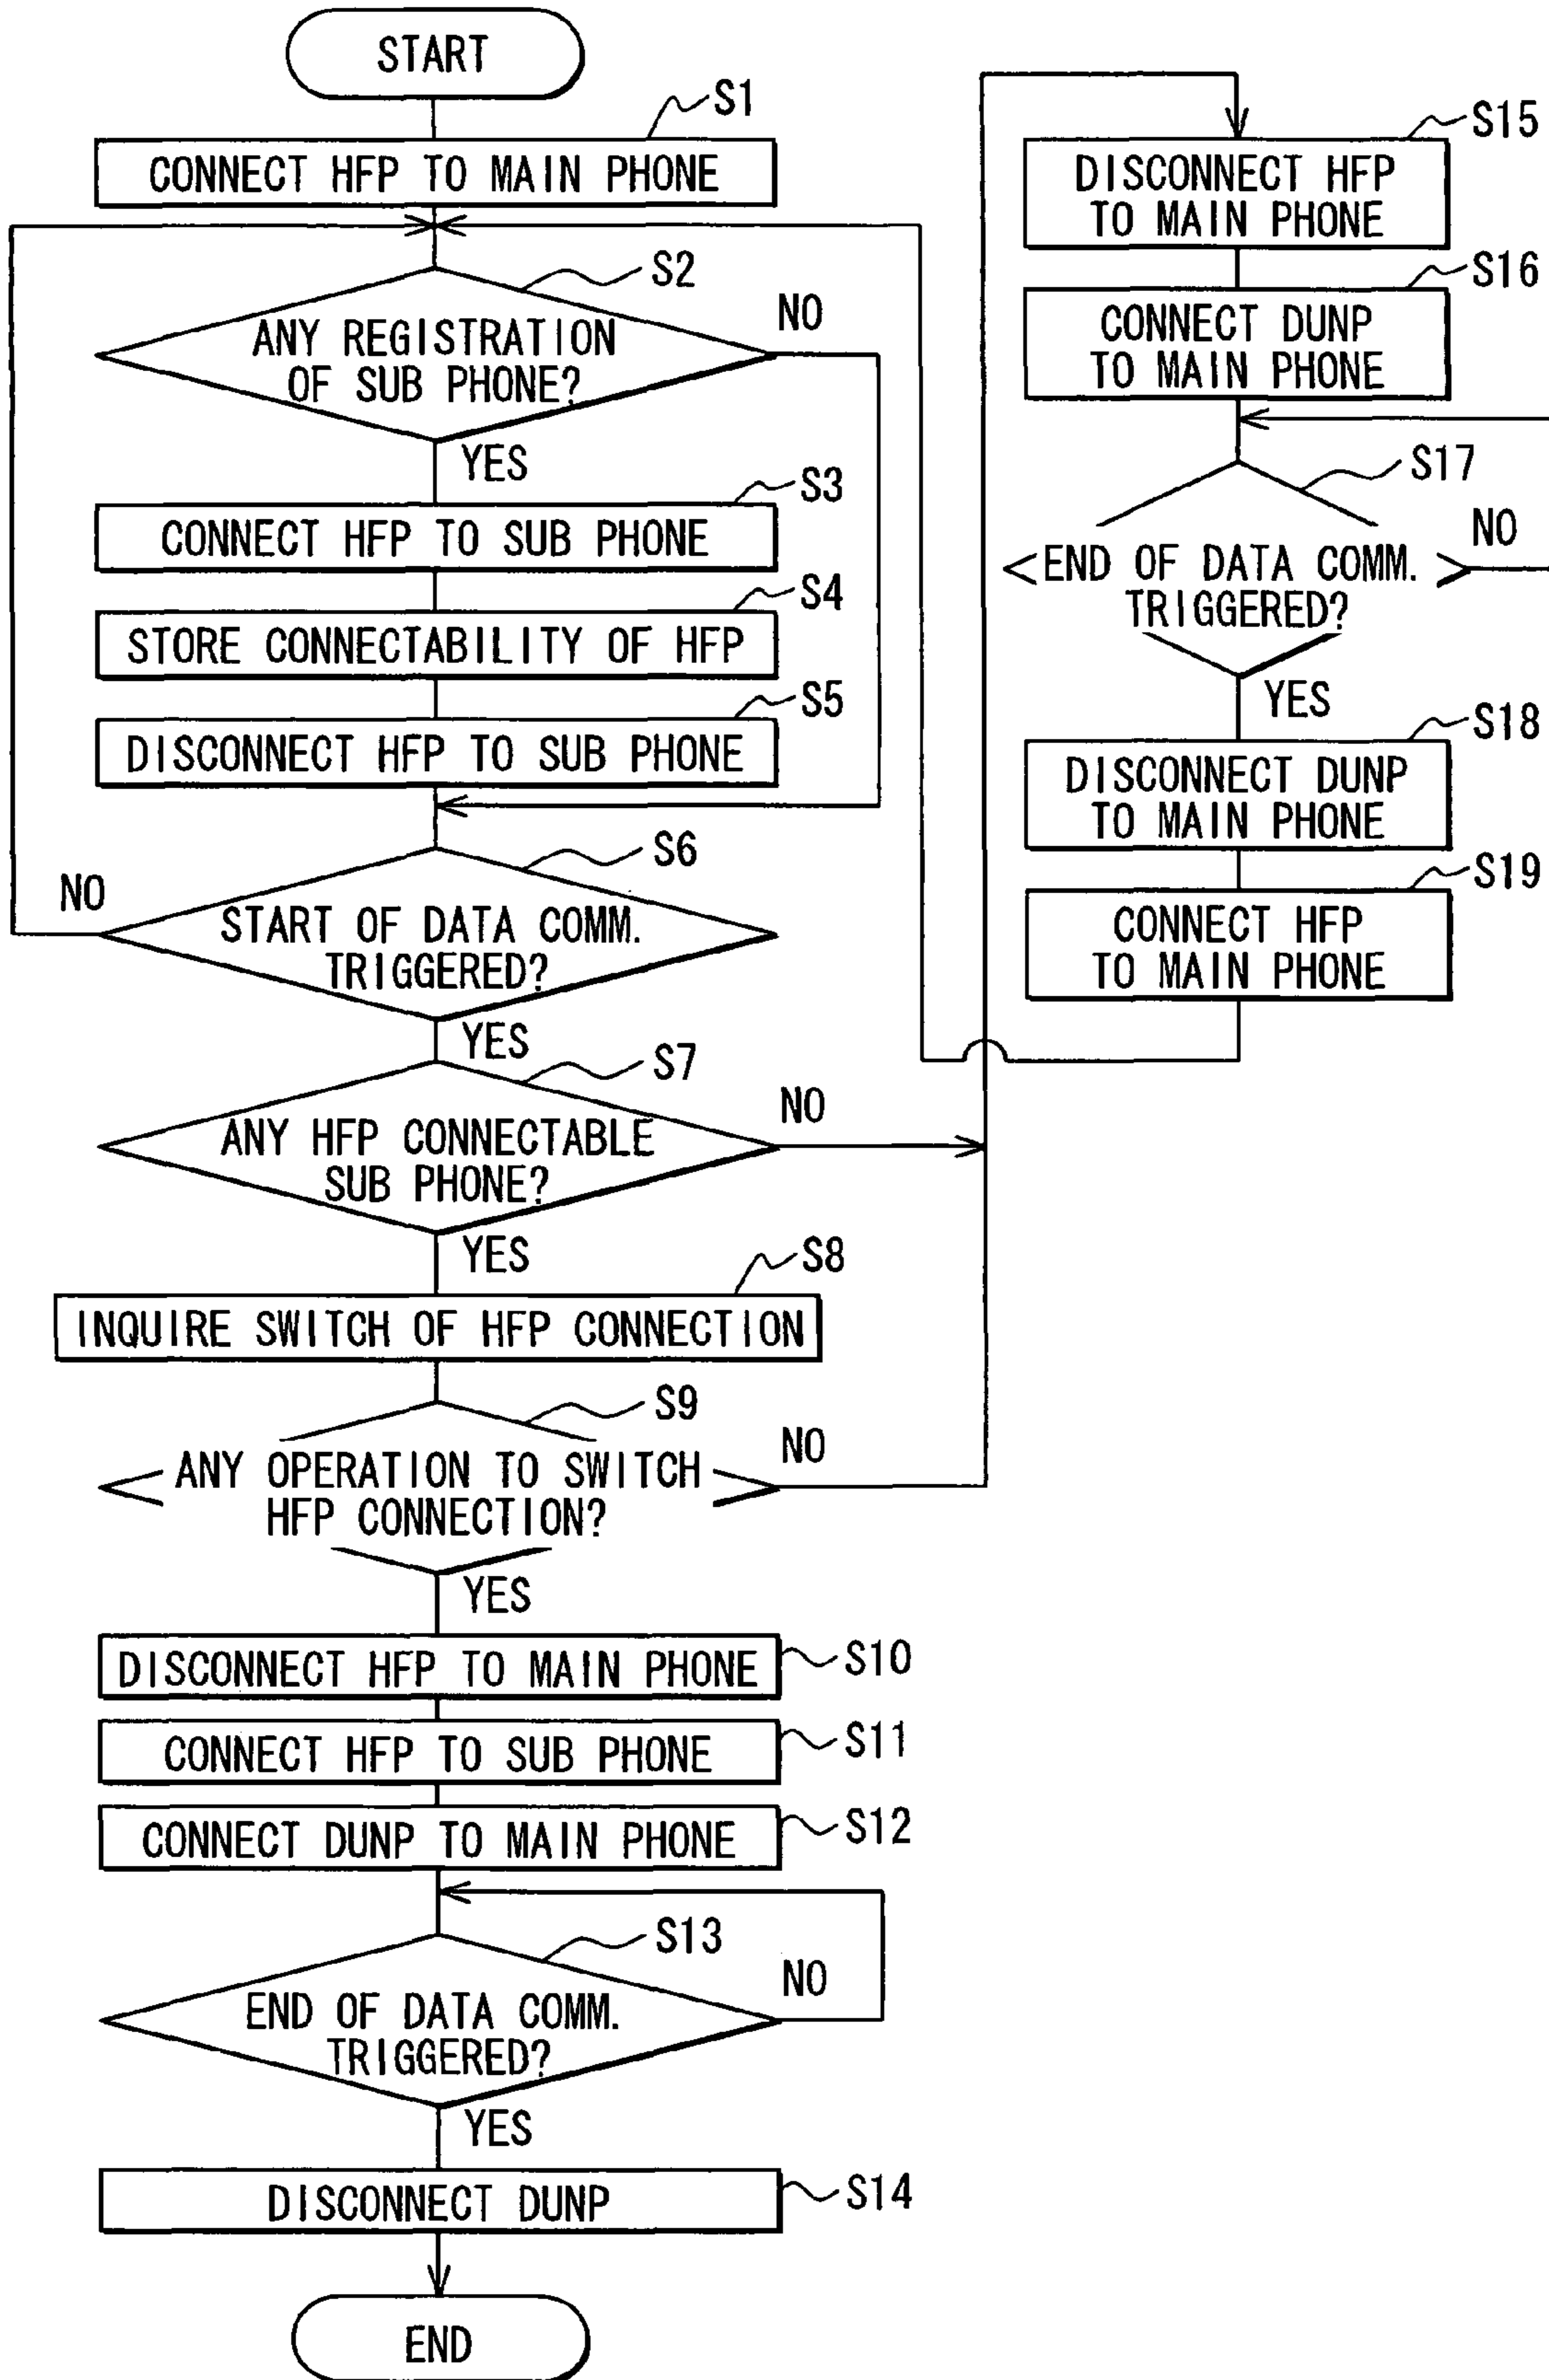 START
S1
CONNECT HFP TO MAIN PHONE
S2
ANY REGISTRATION
OF SUB PHONE?
NO
YES
S3
CONNECT HFP TO SUB PHONE
S4
STORE CONNECTABILITY OF HFP
S5
DISCONNECT HFP TO SUB PHONE
S6
NO
START OF DATA COMM.
TRIGGERED?
YES
S7
NO
ANY HFP CONNECTABLE
SUB PHONE?
YES
S8
INQUIRE SWITCH OF HFP CONNECTION
S9
NO
ANY OPERATION TO SWITCH
HFP CONNECTION?
YES
DISCONNECT HFP TO MAIN PHONE
S10
CONNECT HFP TO SUB PHONE
S11
CONNECT DUNP TO MAIN PHONE
S12
S13
NO
END OF DATA COMM.
TRIGGERED?
YES
DISCONNECT DUNP
S14
END
S15
DISCONNECT HFP
TO MAIN PHONE
S16
CONNECT DUNP
TO MAIN PHONE
S17
NO
END OF DATA COMM.
TRIGGERED?
YES
S18
DISCONNECT DUNP
TO MAIN PHONE
S19
CONNECT HFP
TO MAIN PHONE